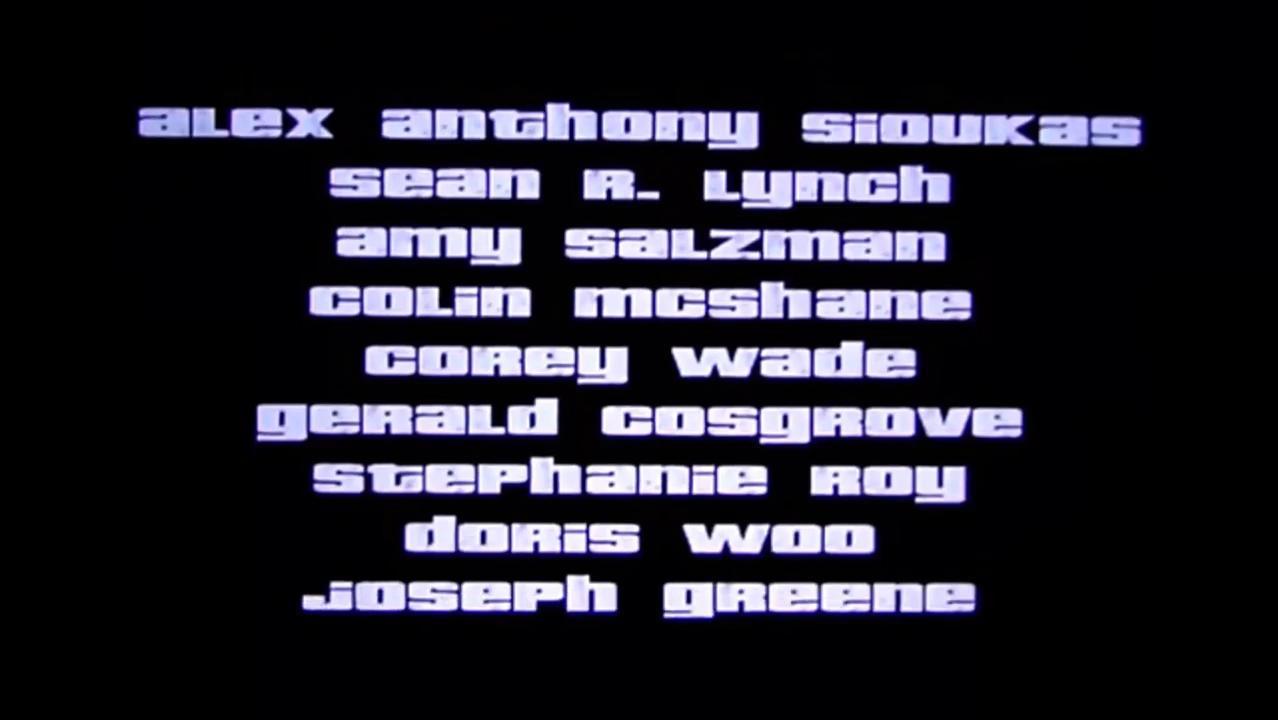 alex anthony sioukas
sean R. Lynch
amy salzman
colin mcshane
corey wade
gerald cosgrove
stephanie roy
doris woo
joseph greene